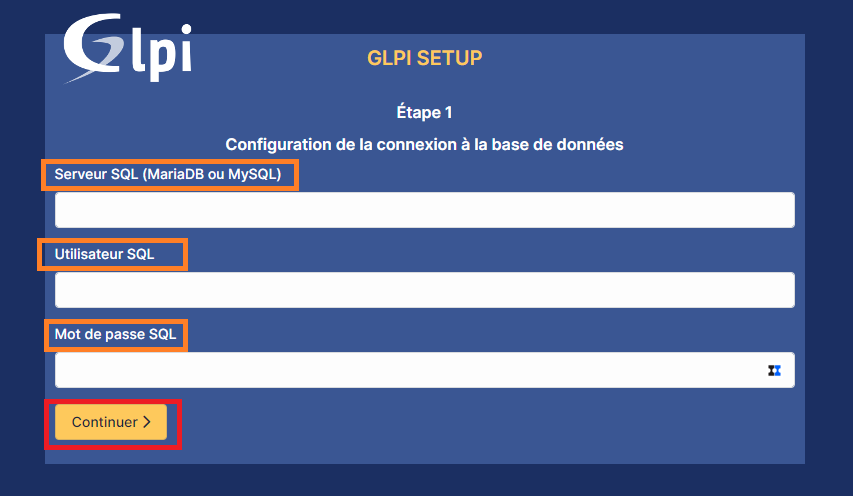 Glpi
GLPI SETUP
Étape 1
Configuration de la connexion à la base de données
Serveur SQL (MariaDB ou MySQL)
Utilisateur SQL
Mot de passe SQL
Continuer